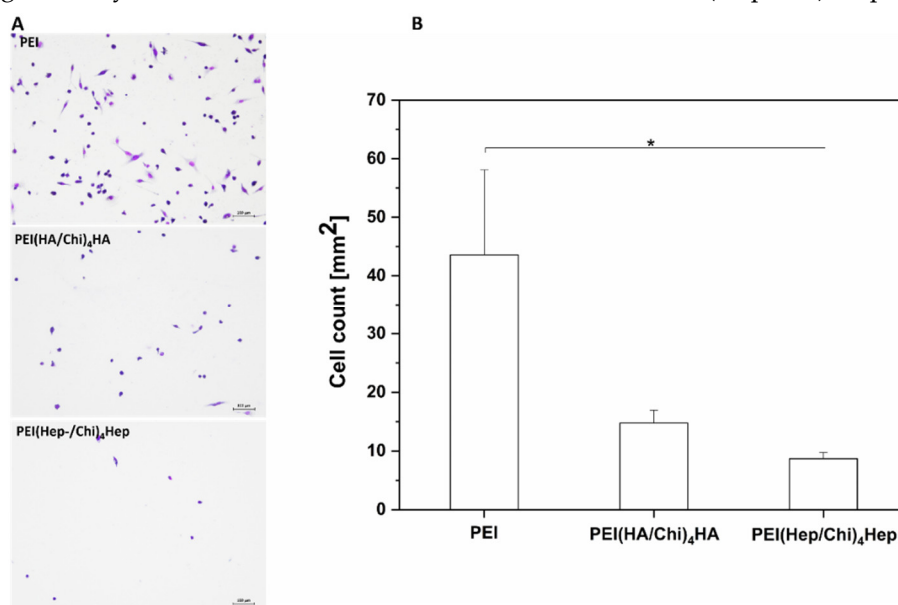 A
PEI
PEI(HA/Chi)₄HA
PEI(Hep-/Chi)₄Hep
B
70
60
50
40
30
20
10
0
Cell count [mm²]
*
PEI
PEI(HA/Chi)₄HA
PEI(Hep/Chi)₄Hep